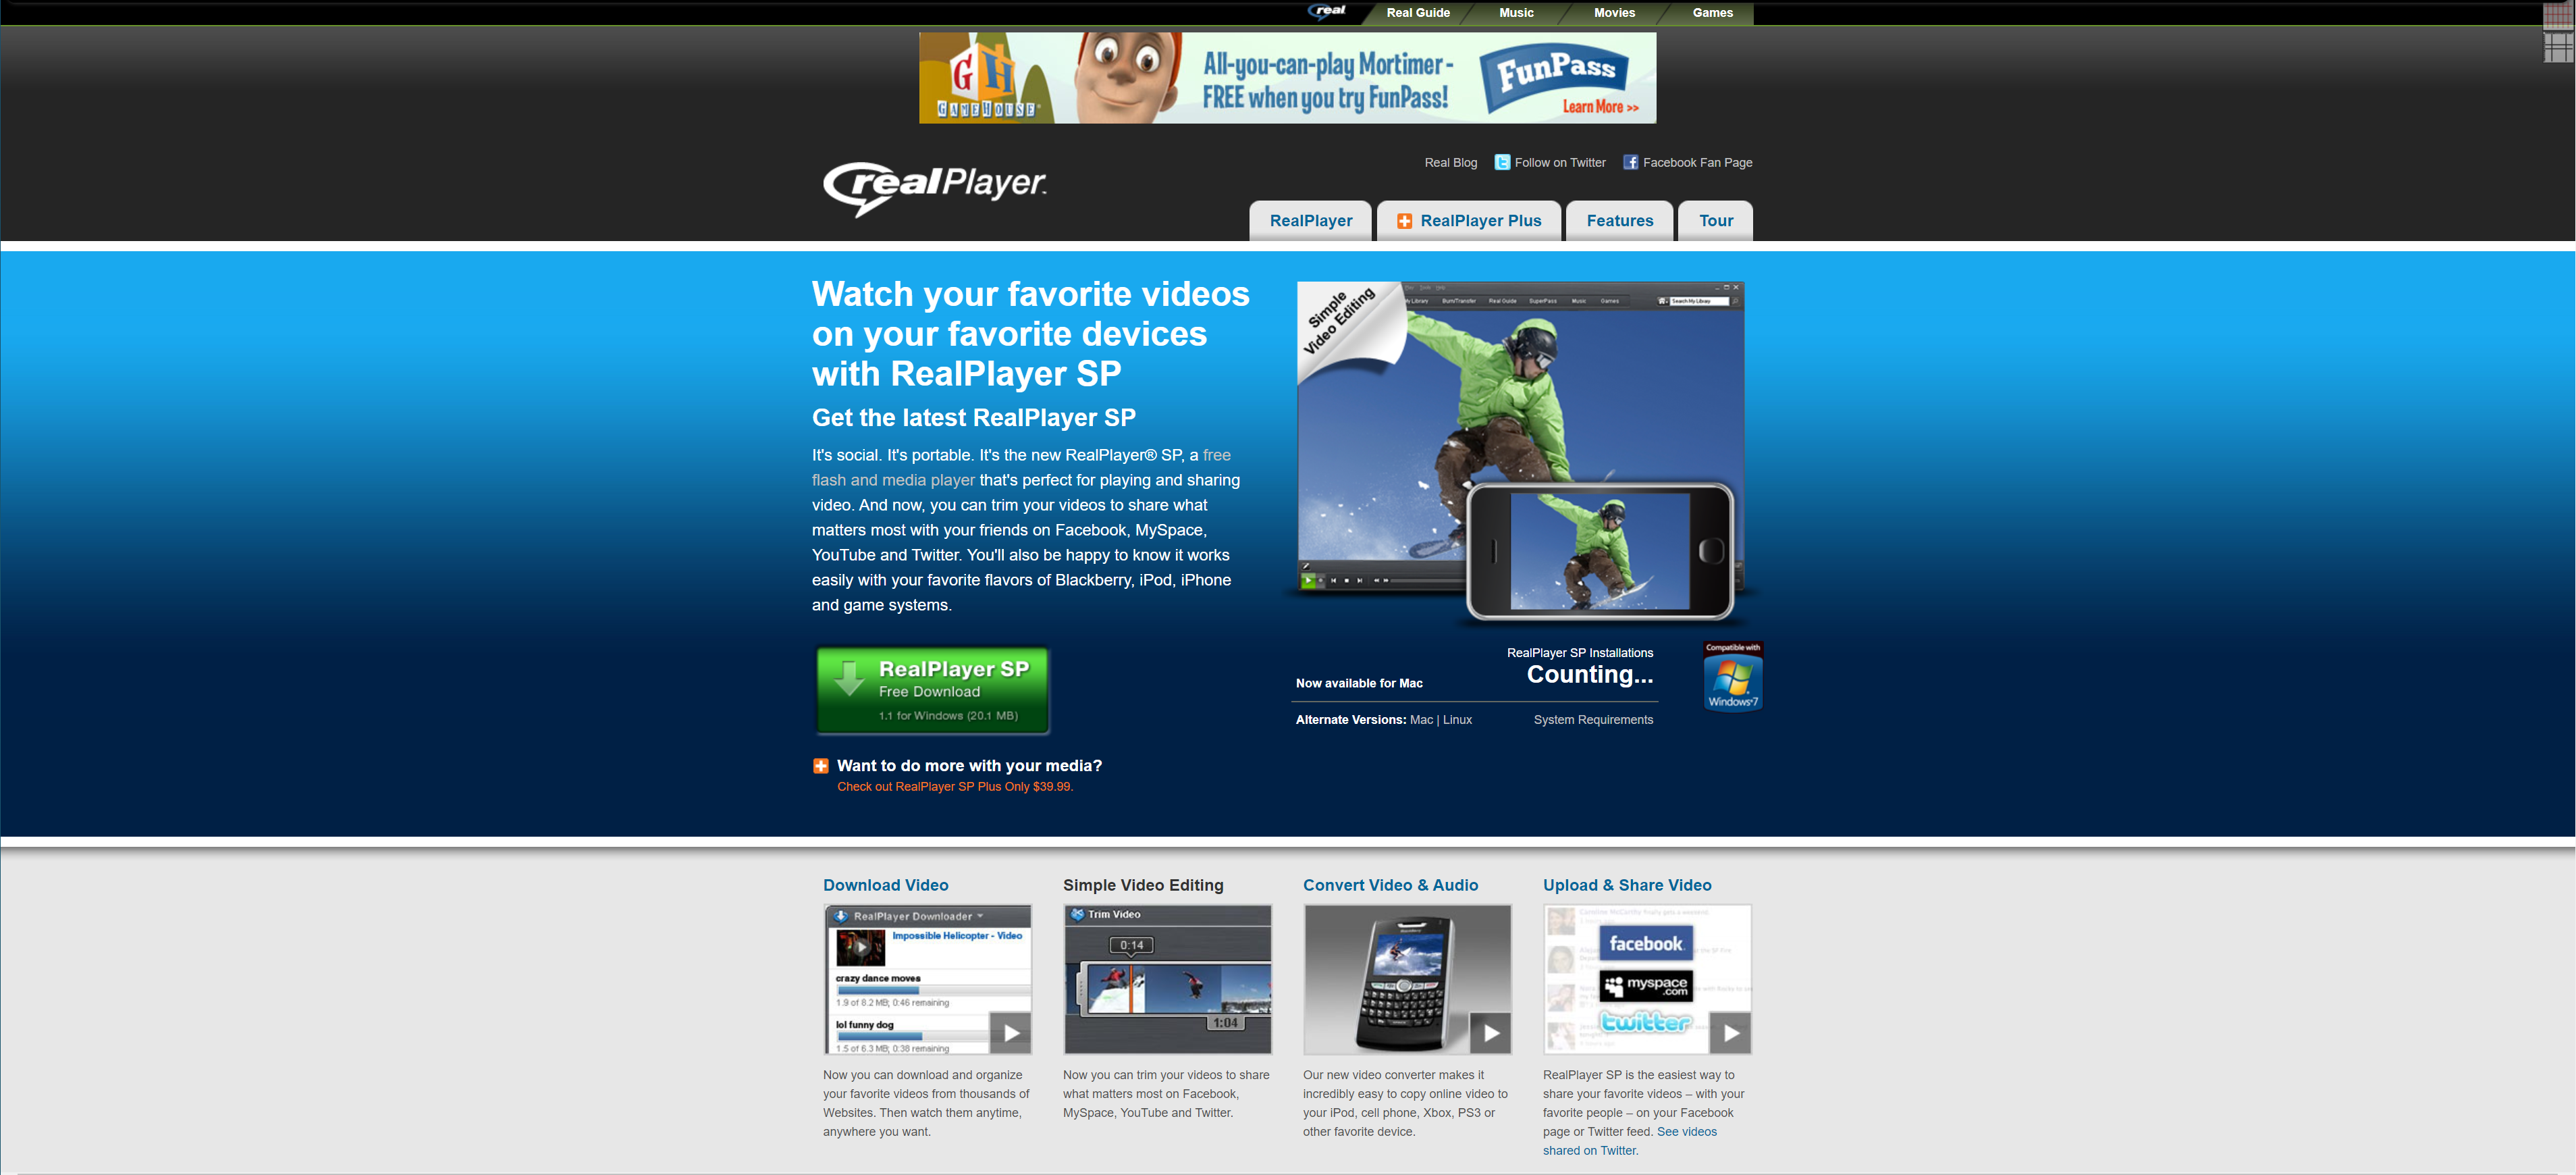 real
Real Guide
Music
Movies
Games
GH
GAMEHOUSE
All-you-can-play Mortimer -
FREE when you try FunPass!
FunPass
Learn More >>
realPlayer
Real Blog
Follow on Twitter
Facebook Fan Page
RealPlayer
RealPlayer Plus
Features
Tour
Watch your favorite videos
on your favorite devices
with RealPlayer SP
Get the latest RealPlayer SP
It's social. It's portable. It's the new RealPlayer® SP, a free
flash and media player that's perfect for playing and sharing
video. And now, you can trim your videos to share what
matters most with your friends on Facebook, MySpace,
YouTube and Twitter. You'll also be happy to know it works
easily with your favorite flavors of Blackberry, iPod, iPhone
and game systems.
RealPlayer SP
Free Download
1.1 for Windows (20.1 MB)
Want to do more with your media?
Check out RealPlayer SP Plus Only $39.99.
Simple
Video Editing
Library Burn/Transfer Real Guide SuperPass Music Games Search My Library
RealPlayer SP Installations
Counting...
Now available for Mac
Alternate Versions: Mac | Linux
System Requirements
Compatible with
Windows 7
Download Video
RealPlayer Downloader
Impossible Helicopter - Video
crazy dance moves
1.9 of 8.2 MB; 0:46 remaining
lol funny dog
1.5 of 6.3 MB; 0:38 remaining
Now you can download and organize
your favorite videos from thousands of
Websites. Then watch them anytime,
anywhere you want.
Simple Video Editing
Trim Video
0:14
1:04
Now you can trim your videos to share
what matters most on Facebook,
MySpace, YouTube and Twitter.
Convert Video & Audio
Our new video converter makes it
incredibly easy to copy online video to
your iPod, cell phone, Xbox, PS3 or
other favorite device.
Upload & Share Video
facebook
myspace
.com
twitter
RealPlayer SP is the easiest way to
share your favorite videos – with your
favorite people – on your Facebook
page or Twitter feed. See videos
shared on Twitter.